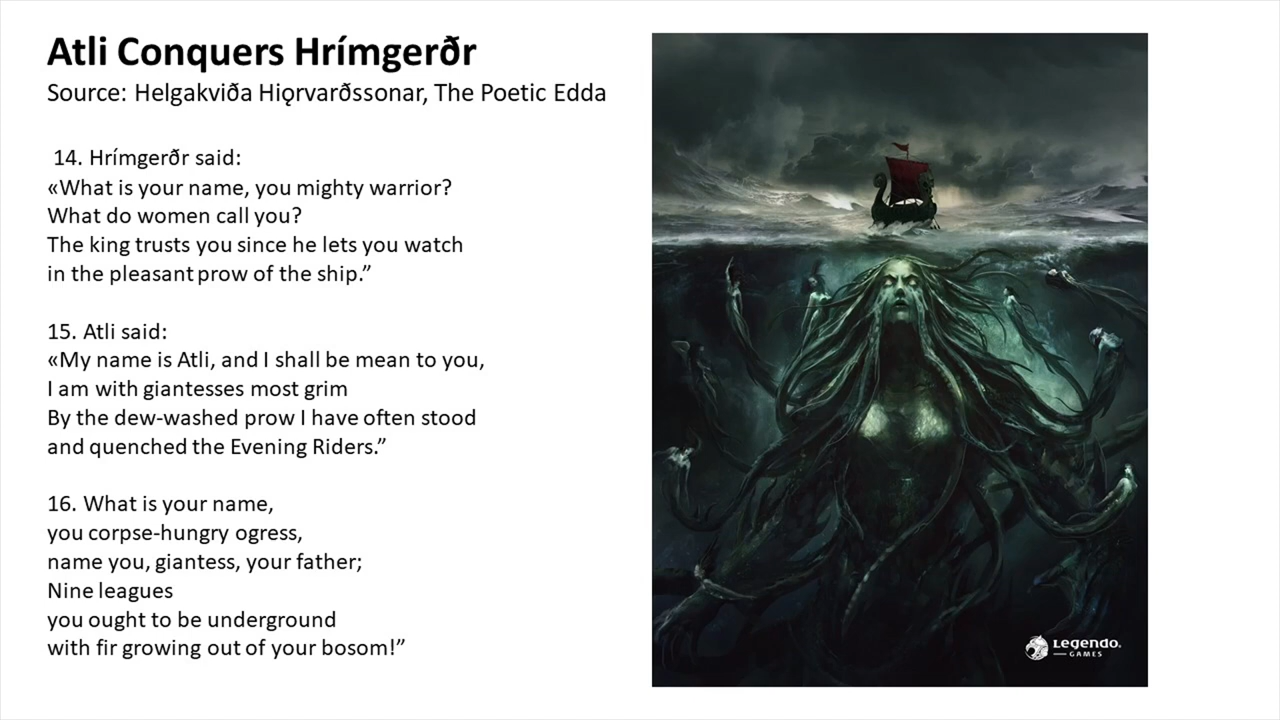 Atli Conquers Hrímgerðr
Source: Helgakviða Hiǫrvarðssonar, The Poetic Edda
14. Hrímgerðr said:
«What is your name, you mighty warrior?
What do women call you?
The king trusts you since he lets you watch
in the pleasant prow of the ship.”
15. Atli said:
«My name is Atli, and I shall be mean to you,
I am with giantesses most grim
By the dew-washed prow I have often stood
and quenched the Evening Riders.”
16. What is your name,
you corpse-hungry ogress,
name you, giantess, your father;
Nine leagues
you ought to be underground
with fir growing out of your bosom!”
Legendo
GAMES